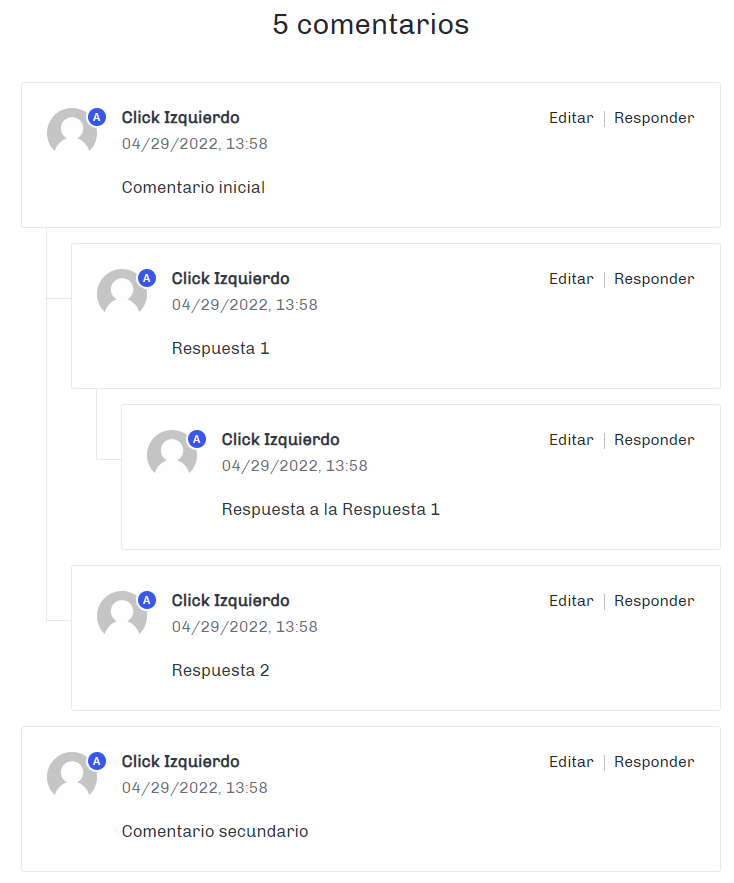 5 comentarios
A
Click Izquierdo
Editar | Responder
04/29/2022, 13:58
Comentario inicial
A
Click Izquierdo
Editar | Responder
04/29/2022, 13:58
Respuesta 1
A
Click Izquierdo
Editar | Responder
04/29/2022, 13:58
Respuesta a la Respuesta 1
A
Click Izquierdo
Editar | Responder
04/29/2022, 13:58
Respuesta 2
A
Click Izquierdo
Editar | Responder
04/29/2022, 13:58
Comentario secundario